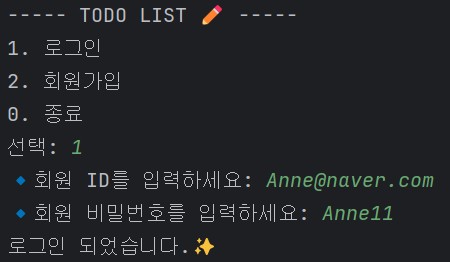 ----- TODO LIST ✏️ -----
1. 로그인
2. 회원가입
0. 종료
선택: 1
🔹회원 ID를 입력하세요: Anne@naver.com
🔹회원 비밀번호를 입력하세요: Anne11
로그인 되었습니다.✨